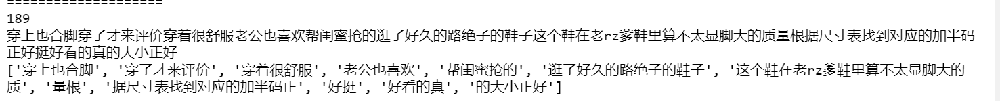 ====================
189
穿上也合脚穿了才来评价穿着很舒服老公也喜欢帮闺蜜抢的逛了好久的路绝子的鞋子这个鞋在老rz爹鞋里算不太显脚大的质量根据尺寸表找到对应的加半码
正好挺好看的真的大小正好
['穿上也合脚', '穿了才来评价', '穿着很舒服', '老公也喜欢', '帮闺蜜抢的', '逛了好久的路绝子的鞋子', '这个鞋在老rz爹鞋里算不太显脚大的
质', '量根', '据尺寸表找到对应的加半码正', '好挺', '好看的真', '的大小正好']